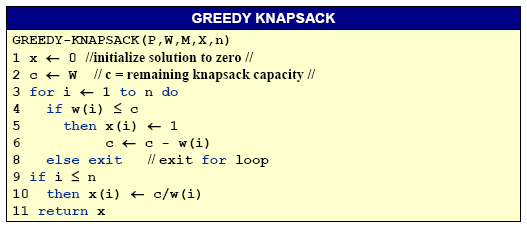 GREEDY KNAPSACK
GREEDY-KNAPSACK(P,W,M,X,n)
1 x ← 0 //initialize solution to zero //
2 c ← W // c = remaining knapsack capacity //
3 for i ← 1 to n do
4 if w(i) ≤ c
5 then x(i) ← 1
6 c ← c - w(i)
8 else exit // exit for loop
9 if i ≤ n
10 then x(i) ← c/w(i)
11 return x